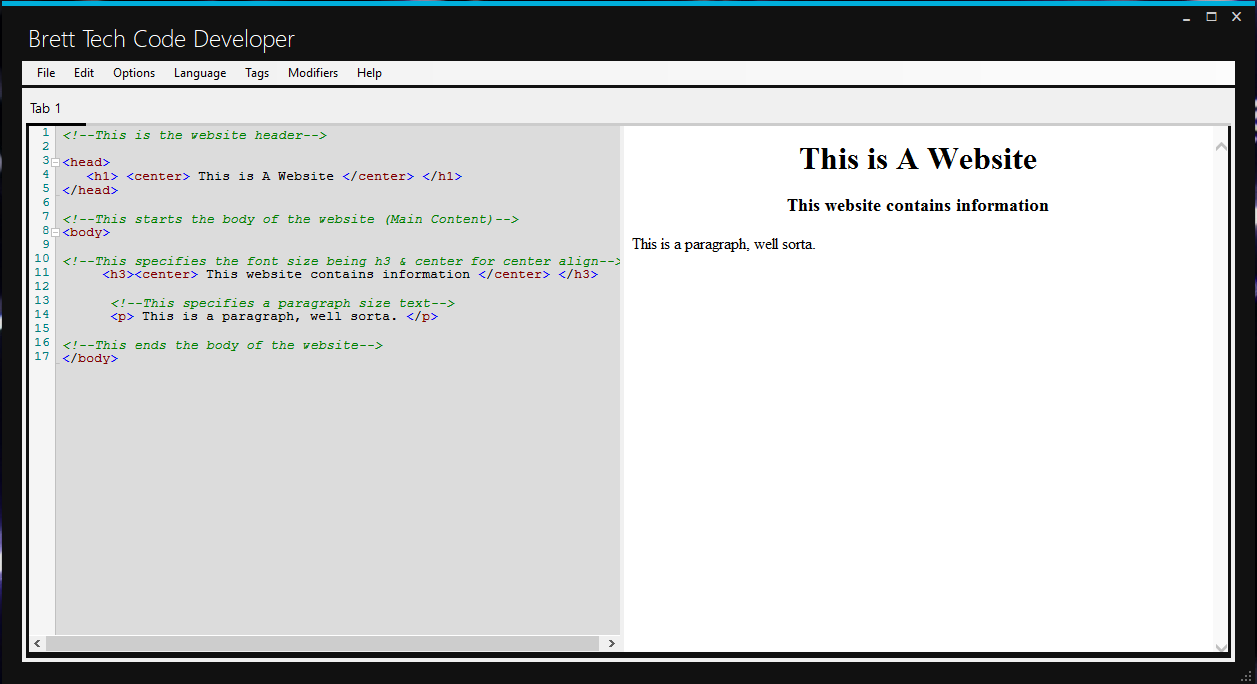 Brett Tech Code Developer
File Edit Options Language Tags Modifiers Help
Tab 1
1 <!--This is the website header-->
2
3 <head>
4 <h1> <center> This is A Website </center> </h1>
5 </head>
6
7 <!--This starts the body of the website (Main Content)-->
8 <body>
9
10 <!--This specifies the font size being h3 & center for center align-->
11 <h3><center> This website contains information </center> </h3>
12
13 <!--This specifies a paragraph size text-->
14 <p> This is a paragraph, well sorta. </p>
15
16 <!--This ends the body of the website-->
17 </body>
This is A Website
This website contains information
This is a paragraph, well sorta.